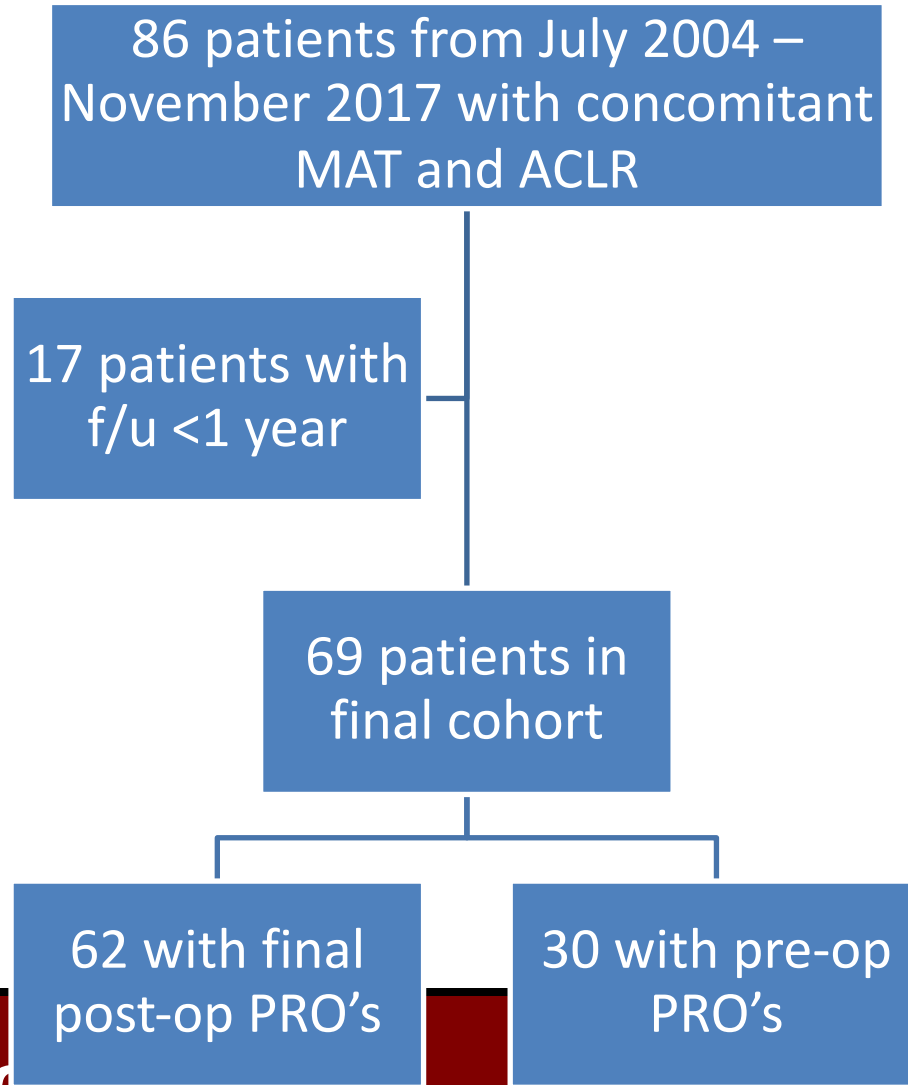 86 patients from July 2004 –
November 2017 with concomitant
MAT and ACLR
17 patients with
f/u <1 year
69 patients in
final cohort
62 with final
post-op PRO’s
30 with pre-op
PRO’s